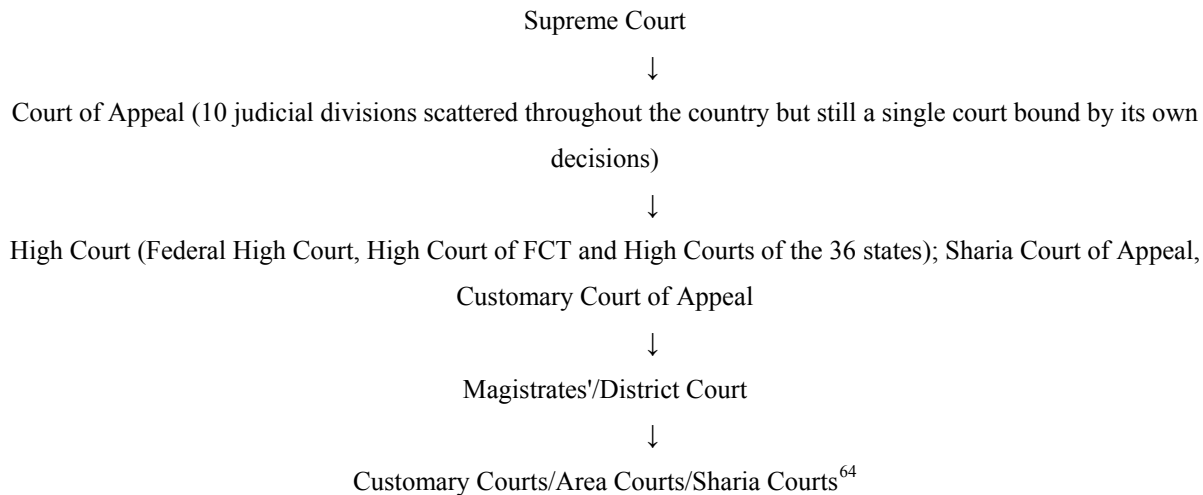 Supreme Court
↓
Court of Appeal (10 judicial divisions scattered throughout the country but still a single court bound by its own
decisions)
↓
High Court (Federal High Court, High Court of FCT and High Courts of the 36 states); Sharia Court of Appeal,
Customary Court of Appeal
↓
Magistrates'/District Court
↓
Customary Courts/Area Courts/Sharia Courts64